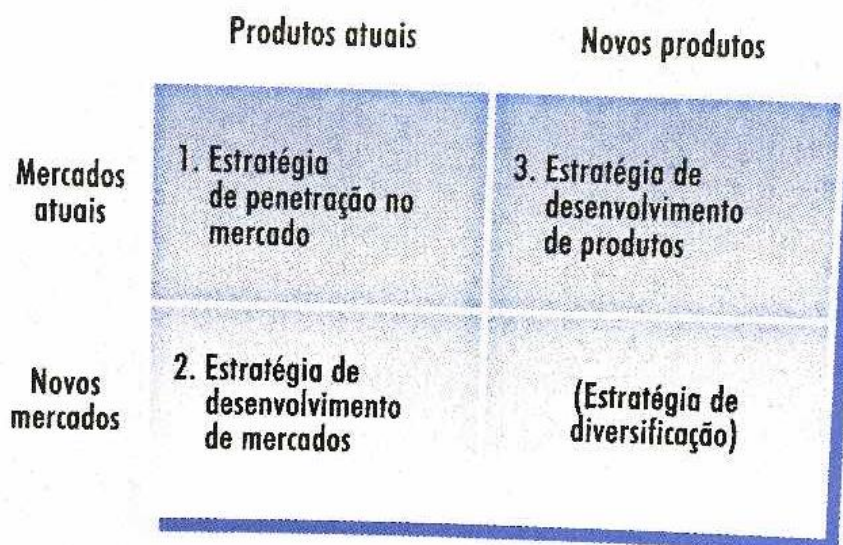 Produtos atuais
Novos produtos
Mercados
atuais
1. Estratégia
de penetração no
mercado
3. Estratégia de
desenvolvimento
de produtos
Novos
mercados
2. Estratégia de
desenvolvimento
de mercados
(Estratégia de
diversificação)